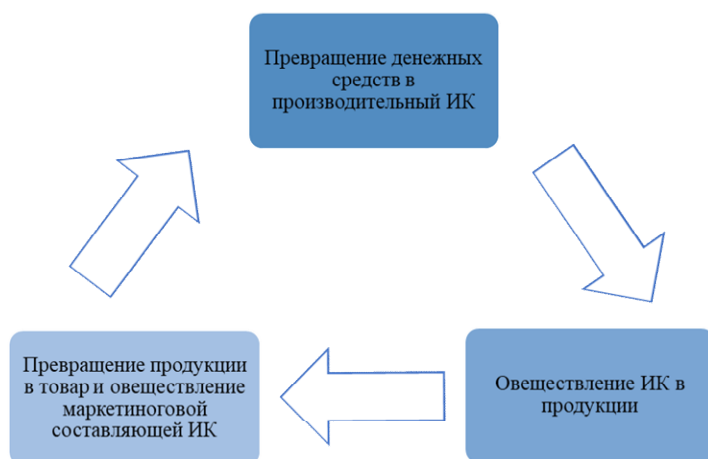 Превращение денежных
средств в
производительный ИК
Овеществление ИК в
продукции
Превращение продукции
в товар и овеществление
маркетиноговой
составляющей ИК